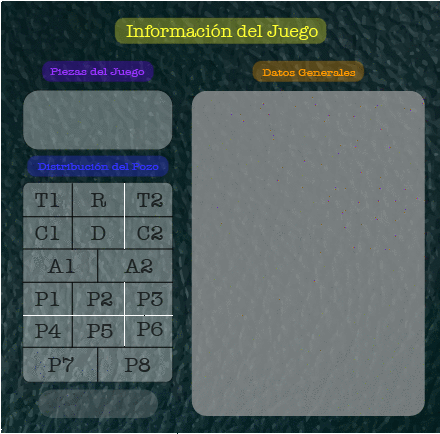 Información del Juego
Piezas del Juego
Datos Generales
Distribución del Pozo
T1 R T2
C1 D C2
A1 A2
P1 P2 P3
P4 P5 P6
P7 P8